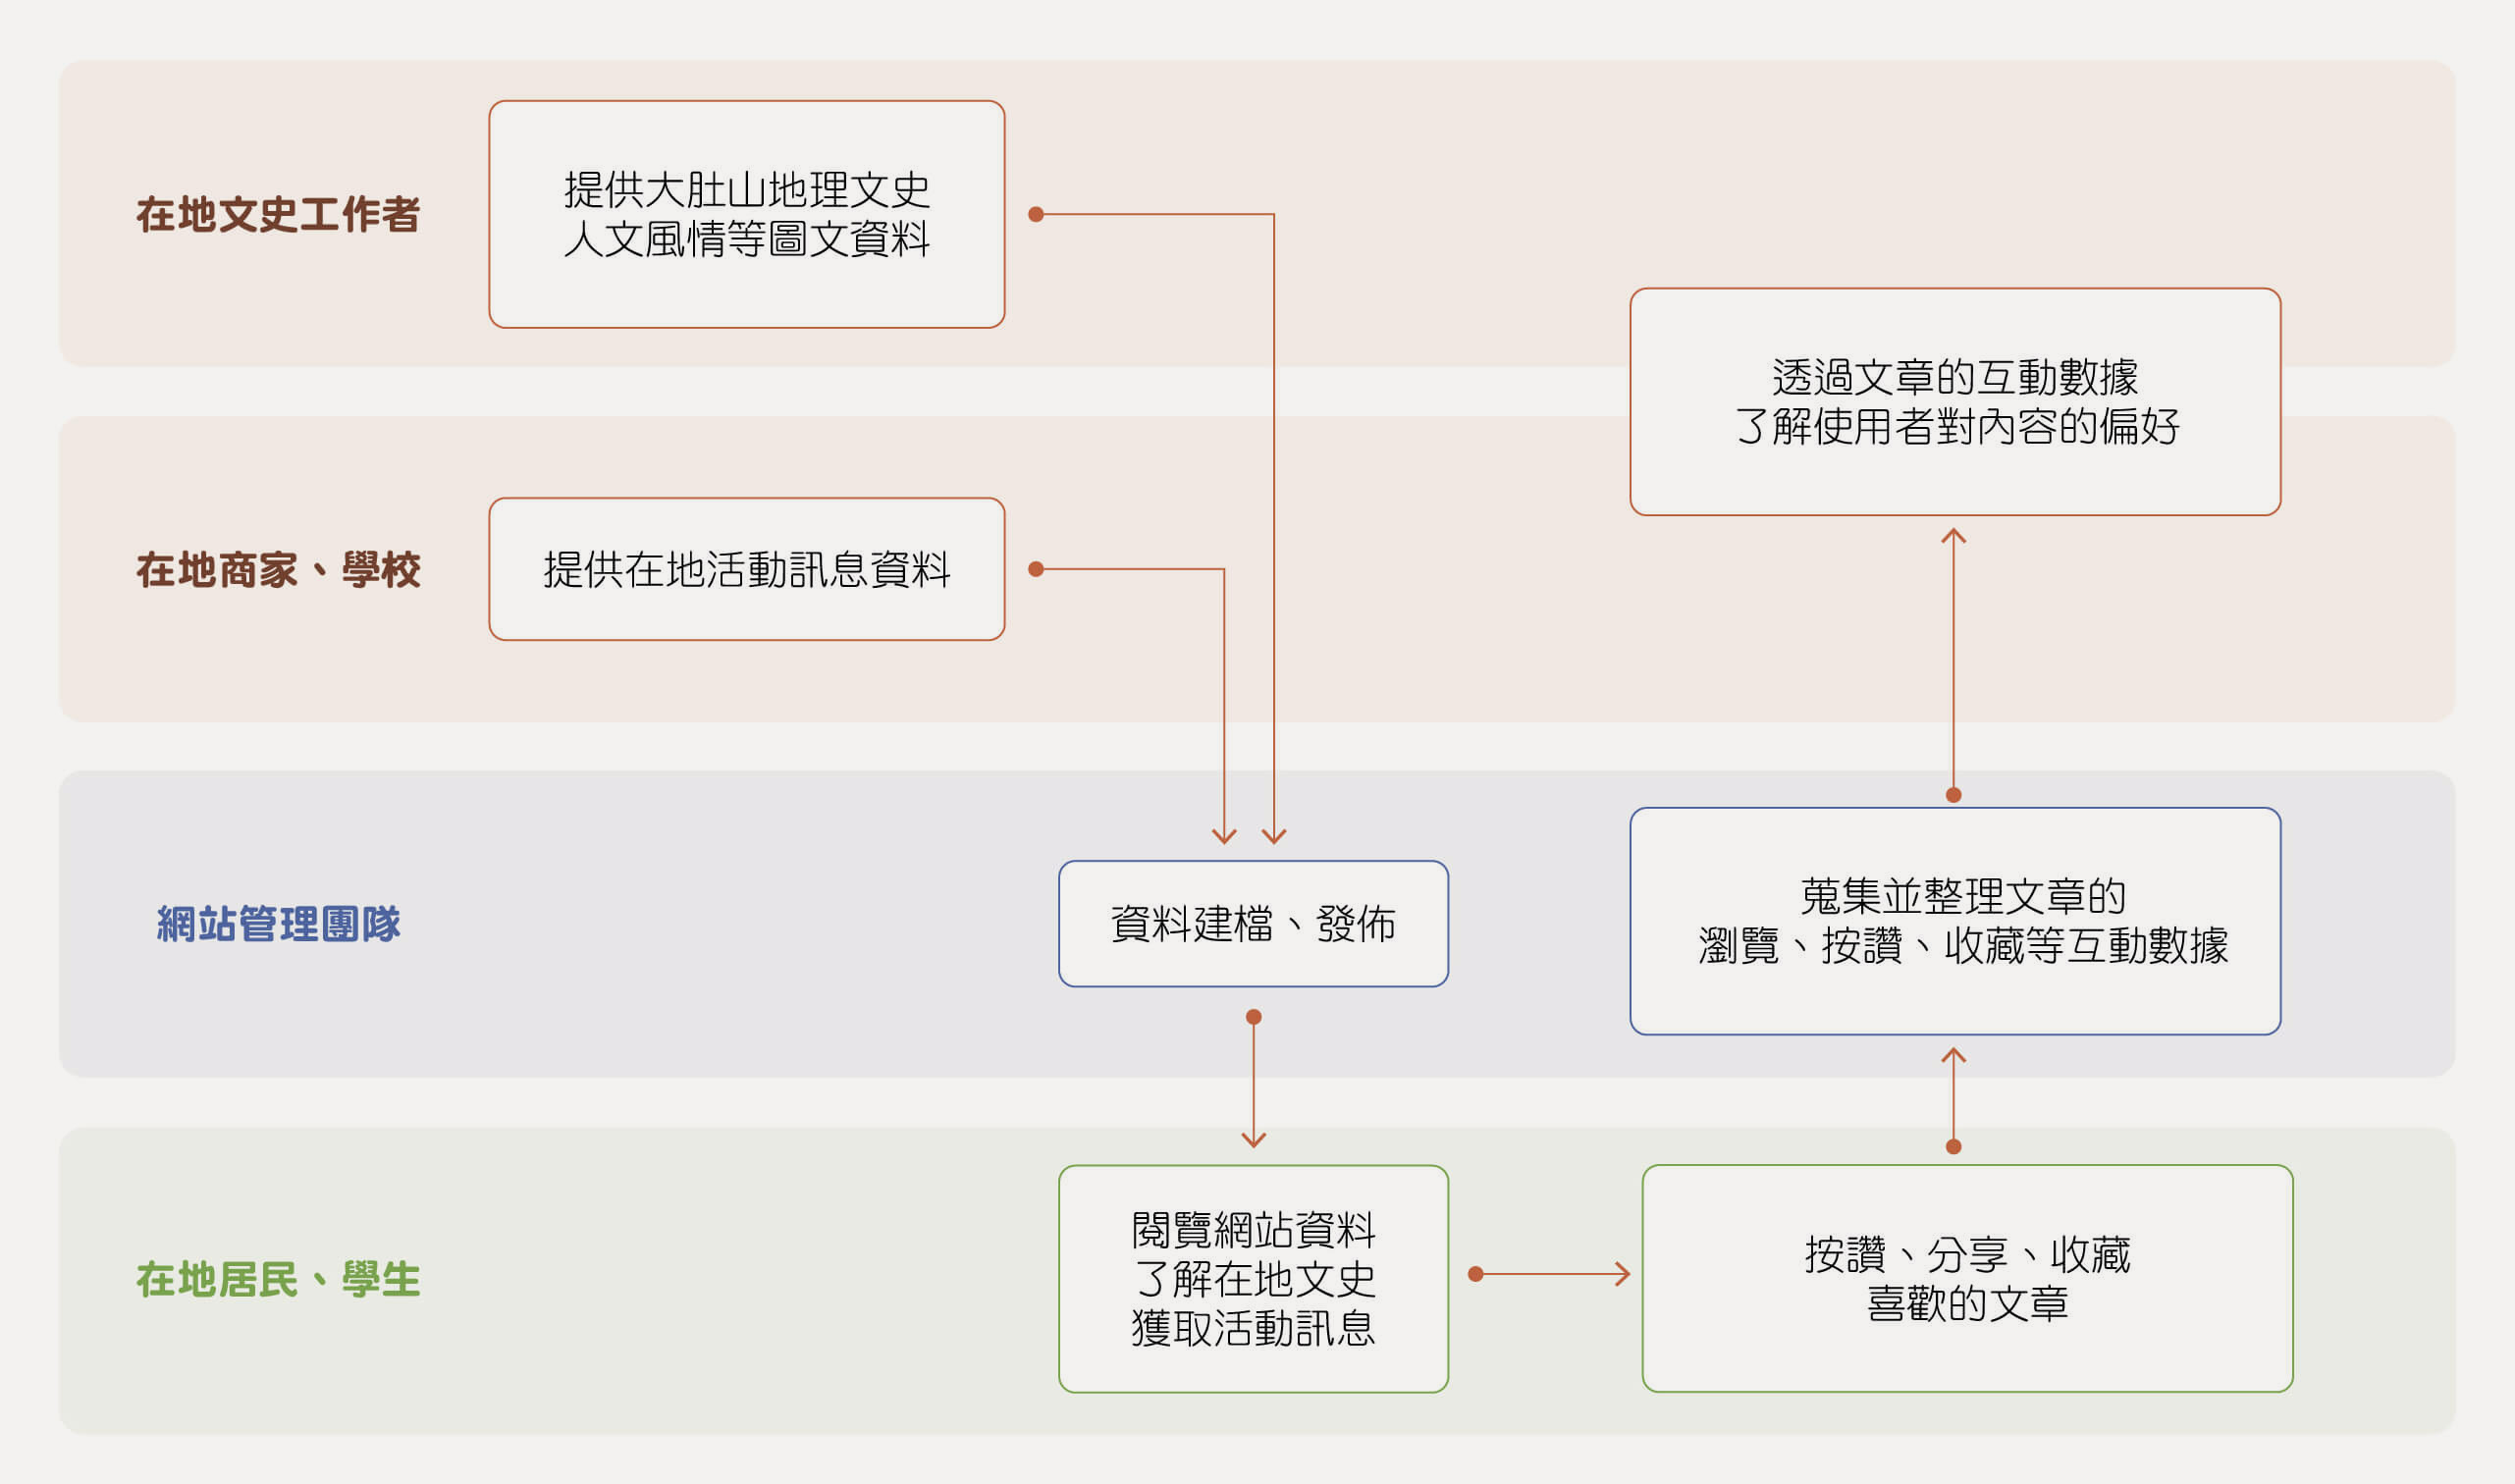 在地文史工作者
提供大肚山地理文史
人文風情等圖文資料
透過文章的互動數據
了解使用者對內容的偏好
在地商家、學校
提供在地活動訊息資料
網站管理團隊
資料建檔、發佈
蒐集並整理文章的
瀏覽、按讚、收藏等互動數據
在地居民、學生
閱覽網站資料
了解在地文史
獲取活動訊息
按讚、分享、收藏
喜歡的文章